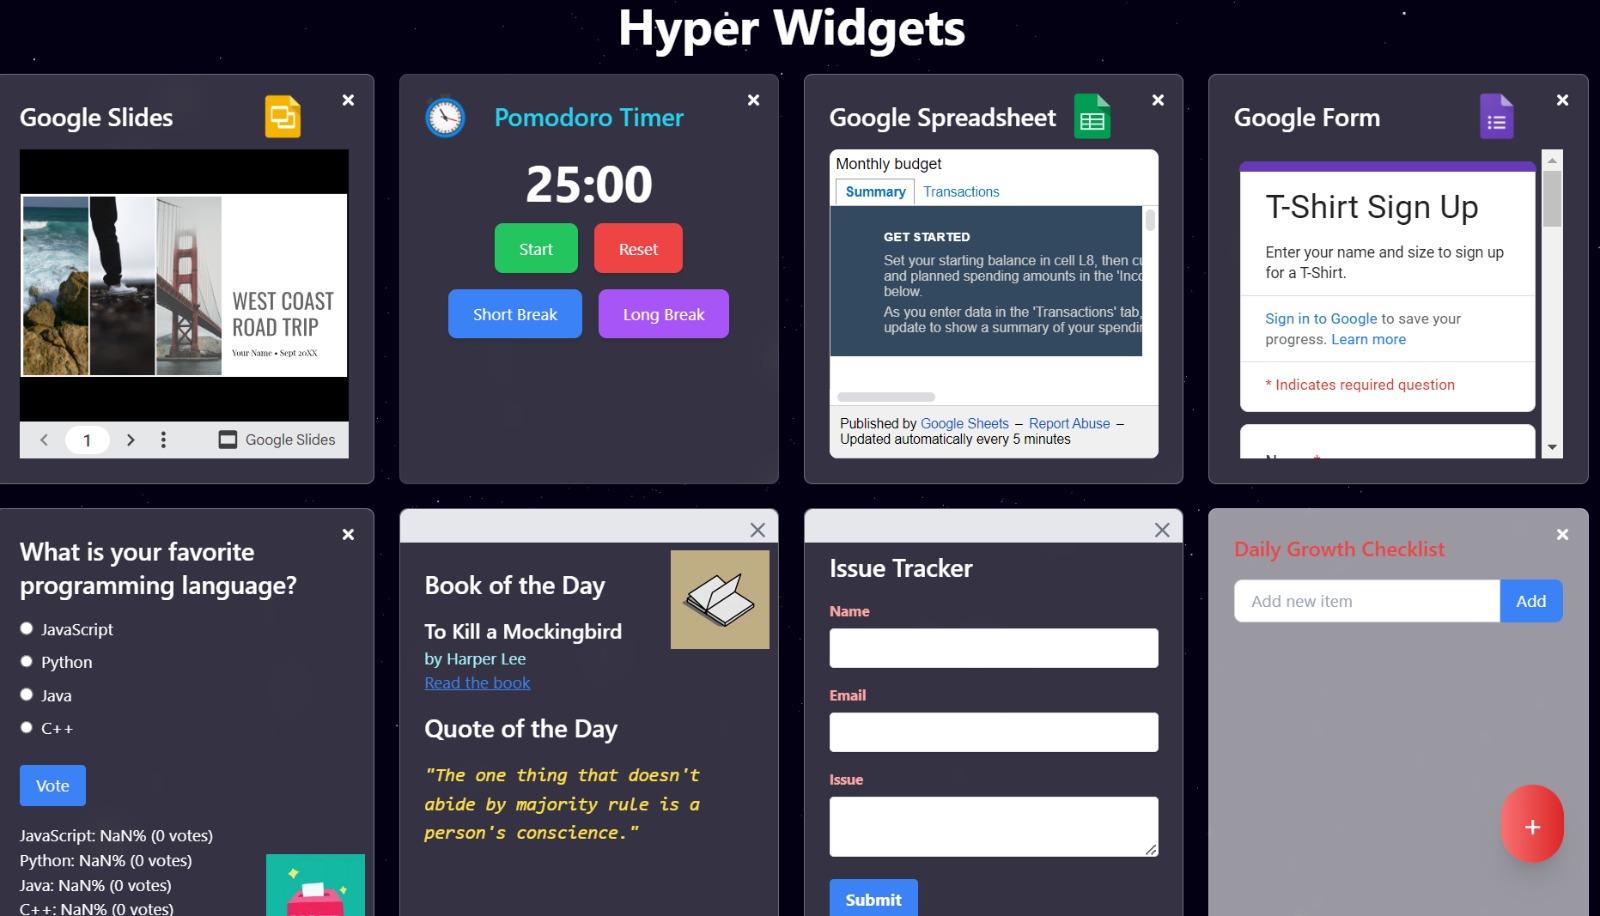 Hyper Widgets
Google Slides
WEST COAST
ROAD TRIP
Your Name • Sept 20XX
1
Google Slides
Pomodoro Timer
25:00
Start
Reset
Short Break
Long Break
Google Spreadsheet
Monthly budget
Summary
Transactions
GET STARTED
Set your starting balance in cell L8, then
and planned spending amounts in the
below.
As you enter data in the 'Transactions' tab,
update to show a summary of your
Published by Google Sheets – Report Abuse –
Updated automatically every 5 minutes
Google Form
T-Shirt Sign Up
Enter your name and size to sign up
for a T-Shirt.
Sign in to Google to save your
progress. Learn more
* Indicates required question
What is your favorite
programming language?
JavaScript
Python
Java
C++
Vote
JavaScript: NaN% (0 votes)
Python: NaN% (0 votes)
Java: NaN% (0 votes)
C++: NaN% (0 votes)
Book of the Day
To Kill a Mockingbird
by Harper Lee
Read the book
Quote of the Day
"The one thing that doesn't
abide by majority rule is a
person's conscience."
Issue Tracker
Name
Email
Issue
Submit
Daily Growth Checklist
Add new item
Add
+